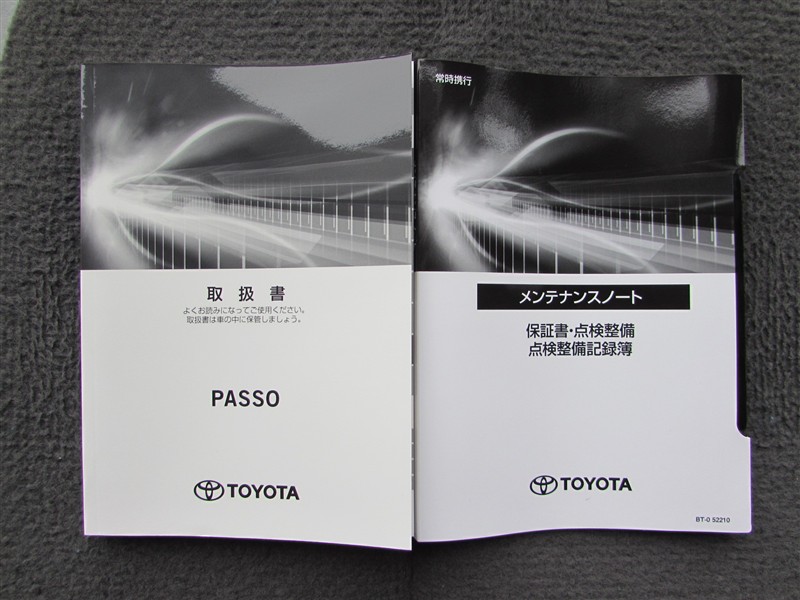 取扱書
よくお読みになってご使用ください。
取扱書は車の中に保管しましょう。
PASSO
TOYOTA
常時携行
メンテナンスノート
保証書・点検整備
点検整備記録簿
TOYOTA
BT-0 52210